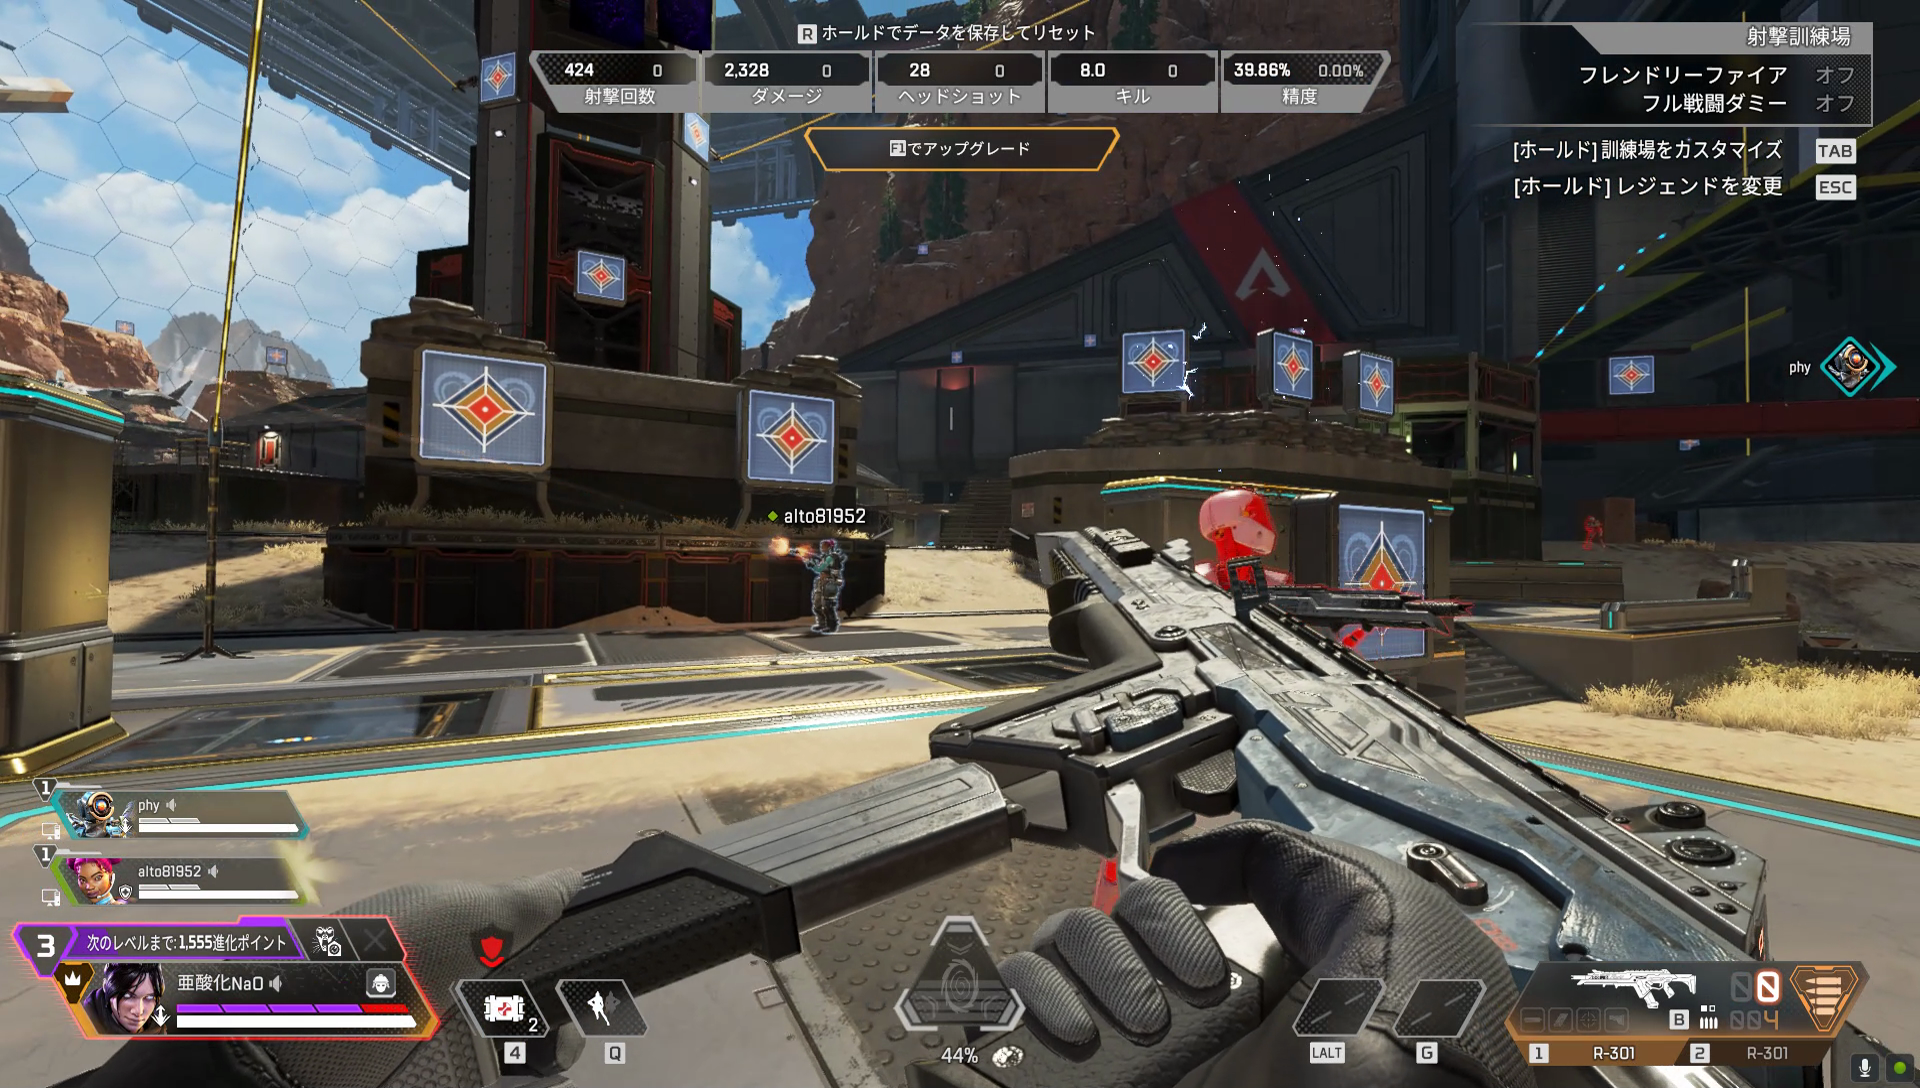 R ホールドでデータを保存してリセット
424 0 2,328 0 28 0 8.0 0 39.86% 0.00%
射撃回数 ダメージ ヘッドショット キル 精度
F1でアップグレード
射撃訓練場
フレンドリーファイア オフ
フル戦闘ダミー オフ
[ホールド]訓練場をカスタマイズ TAB
[ホールド]レジェンドを変更 ESC
phy
alto81952
1
phy
1
alto81952
3 次のレベルまで:1,555進化ポイント
亜酸化NaO
2
4 Q
44%
LALT G
00
B 004
1 R-301 2 R-301